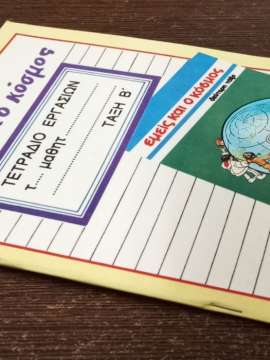 ο κόσμος
ΤΕΤΡΑΔΙΟ ΕΡΓΑΣΙΩΝ
τ.... μαθητ
ΤΑΞΗ Β΄
εμείς και ο κόσμος